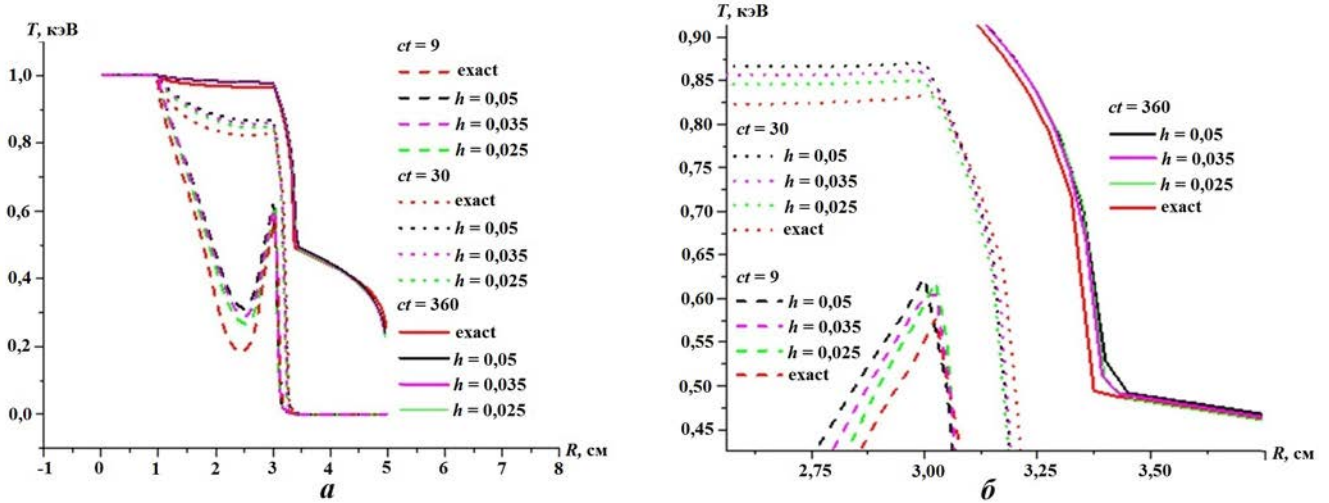 T, кэВ
1,0
0,8
0,6
0,4
0,2
0,0
-1
0
1
2
3
4
5
6
7
8
R, см
ct = 9
exact
h = 0,05
h = 0,035
h = 0,025
ct = 30
exact
h = 0,05
h = 0,035
h = 0,025
ct = 360
exact
h = 0,05
h = 0,035
h = 0,025
а
T, кэВ
0,90
0,85
0,80
0,75
0,70
0,65
0,60
0,55
0,50
0,45
2,75
3,00
3,25
3,50
R, см
ct = 30
h = 0,05
h = 0,035
h = 0,025
exact
ct = 9
h = 0,05
h = 0,035
h = 0,025
exact
ct = 360
h = 0,05
h = 0,035
h = 0,025
exact
б